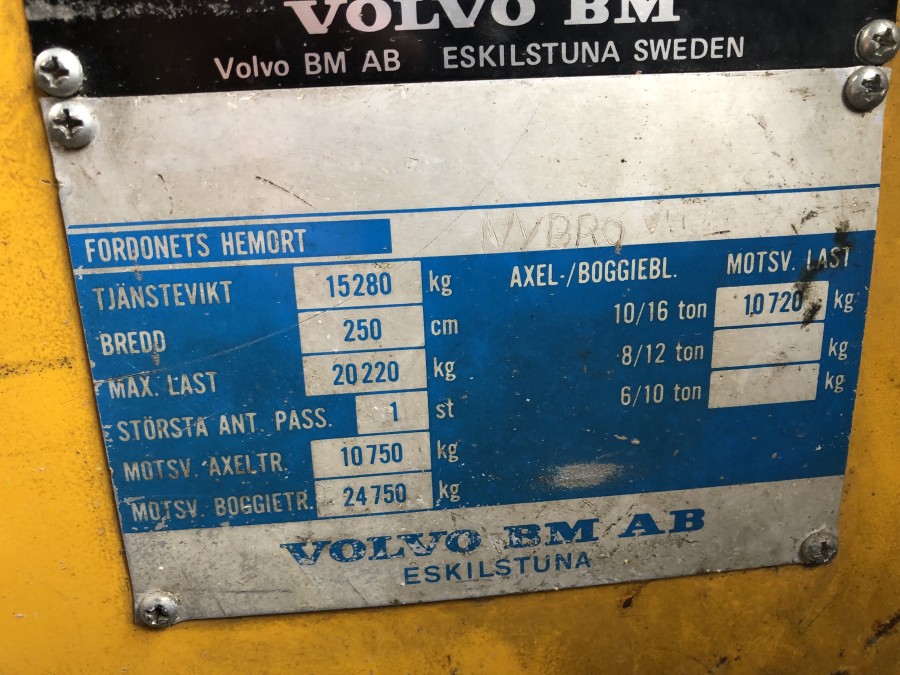 VOLVO BM
Volvo BM AB ESKILSTUNA SWEDEN
FORDONETS HEMORT NYBRO
TJÄNSTEVIKT 15280 kg
BREDD 250 cm
MAX. LAST 20220 kg
STÖRSTA ANT. PASS. 1 st
MOTSV. AXELTR. 10750 kg
MOTSV. BOGGIETR. 24750 kg
AXEL-/BOGGIEBL. MOTSV. LAST
10/16 ton 10720 kg
8/12 ton kg
6/10 ton kg
VOLVO BM AB
ESKILSTUNA